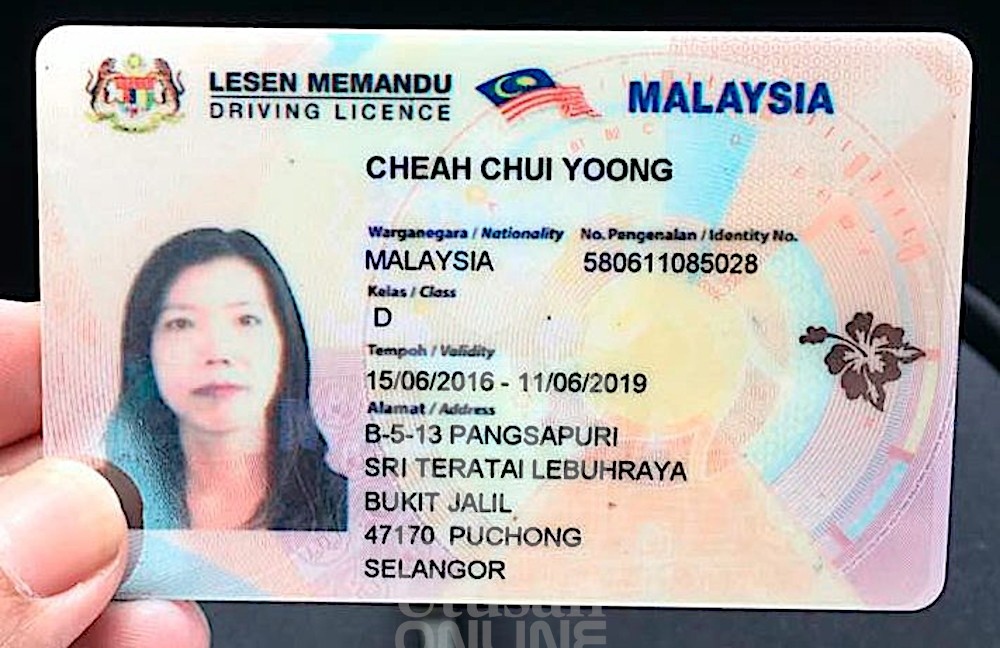 LESEN MEMANDU
DRIVING LICENCE
MALAYSIA
CHEAH CHUI YOONG
Warganegara / Nationality No. Pengenalan / Identity No.
MALAYSIA 580611085028
Kelas / Class
D
Tempoh / Validity
15/06/2016 - 11/06/2019
Alamat / Address
B-5-13 PANGSAPURI
SRI TERATAI LEBUHRAYA
BUKIT JALIL
47170 PUCHONG
SELANGOR
B1 B2 C D
Utusan
ONLINE